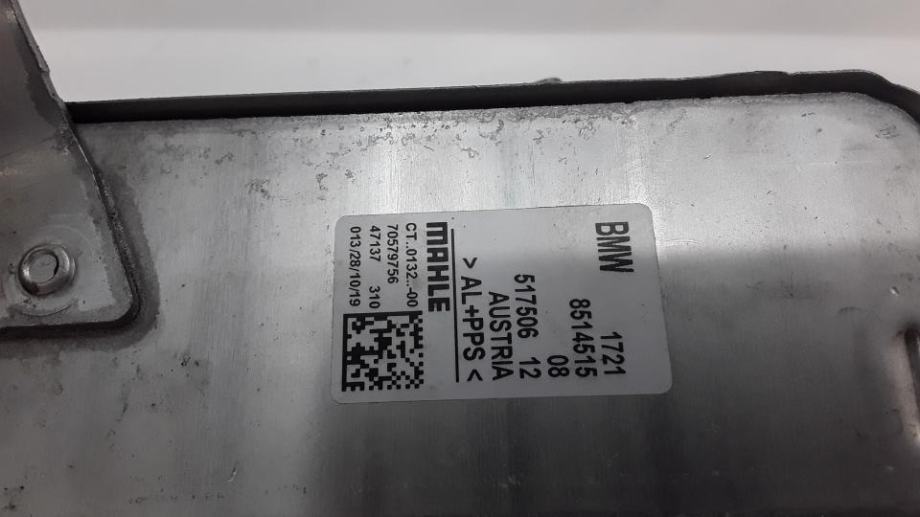 BMW 1721
8514515
08
517506 12
AUSTRIA
> AL+PPS <
MAHLE
CT..0132..-00
70579756
47137 310
013/28/10/19